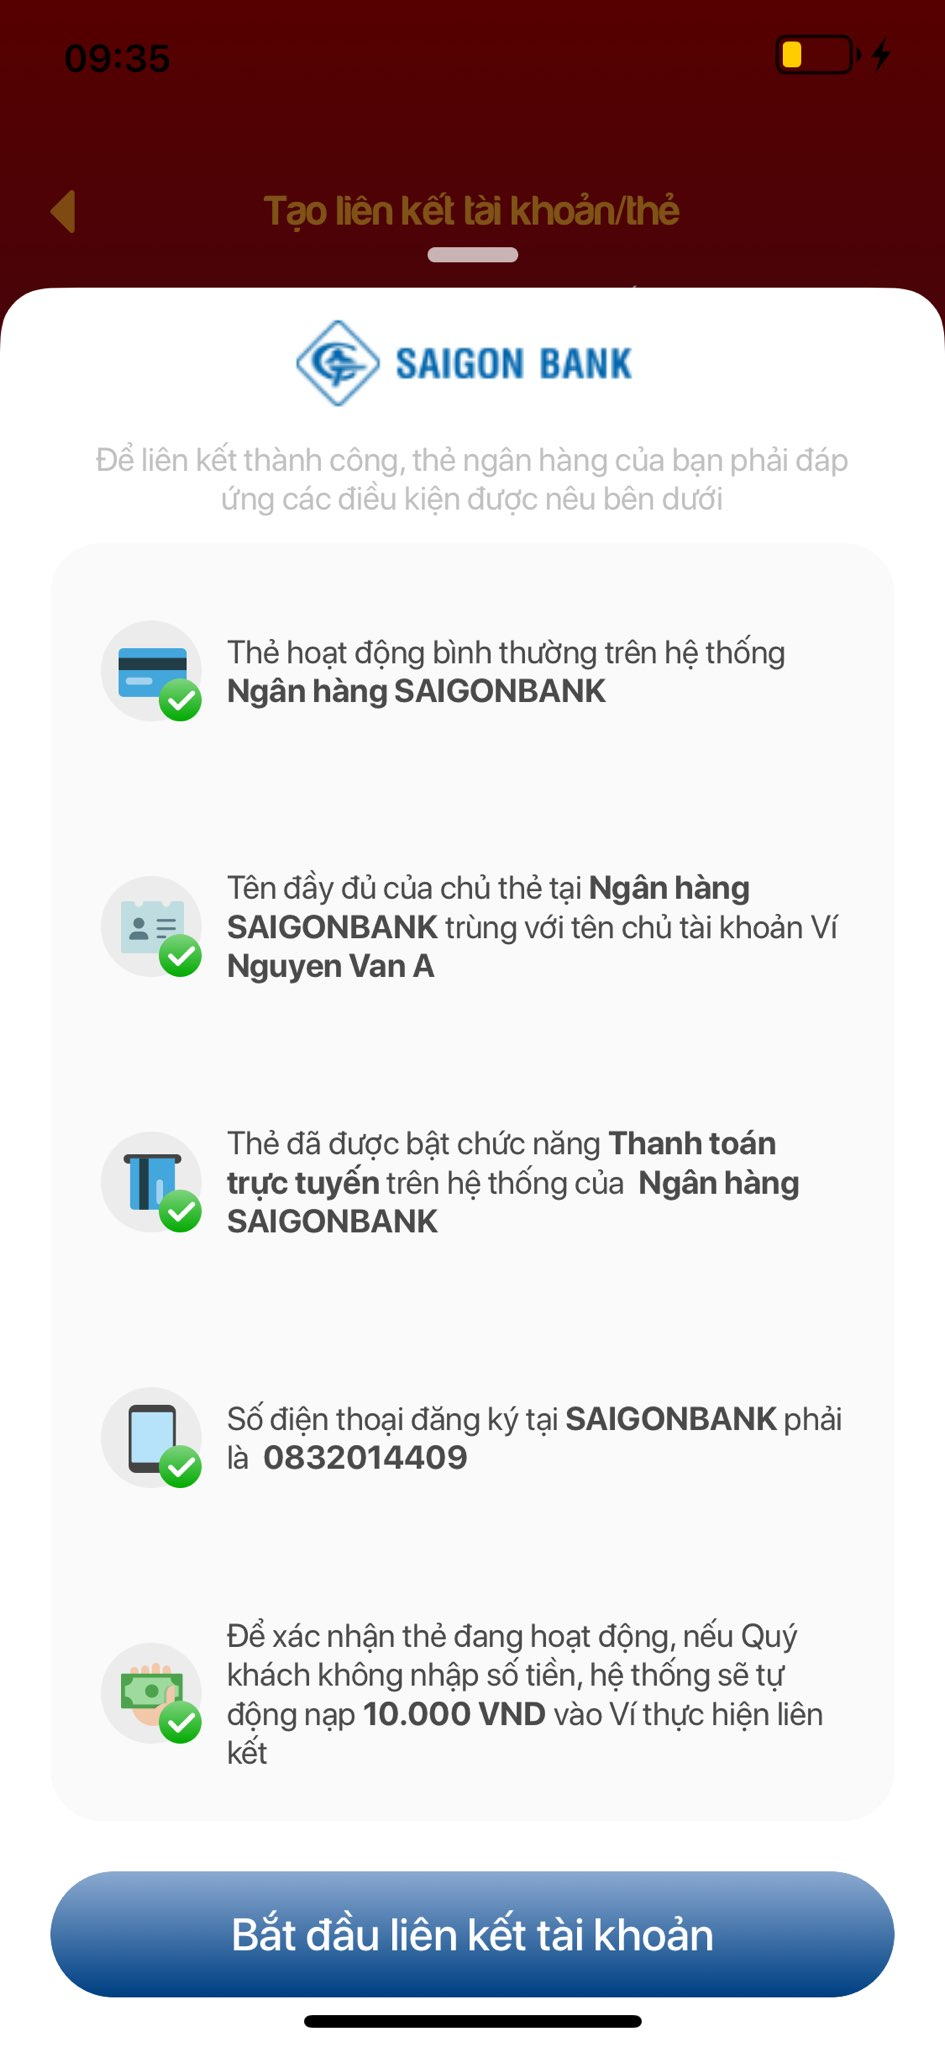 09:35
Tạo liên kết tài khoản/thẻ
SAIGON BANK
Để liên kết thành công, thẻ ngân hàng của bạn phải đáp
ứng các điều kiện được nêu bên dưới
Thẻ hoạt động bình thường trên hệ thống
Ngân hàng SAIGONBANK
Tên đầy đủ của chủ thẻ tại Ngân hàng
SAIGONBANK trùng với tên chủ tài khoản Ví
Nguyen Van A
Thẻ đã được bật chức năng Thanh toán
trực tuyến trên hệ thống của Ngân hàng
SAIGONBANK
Số điện thoại đăng ký tại SAIGONBANK phải
là 0832014409
Để xác nhận thẻ đang hoạt động, nếu Quý
khách không nhập số tiền, hệ thống sẽ tự
động nạp 10.000 VND vào Ví thực hiện liên
kết
Bắt đầu liên kết tài khoản